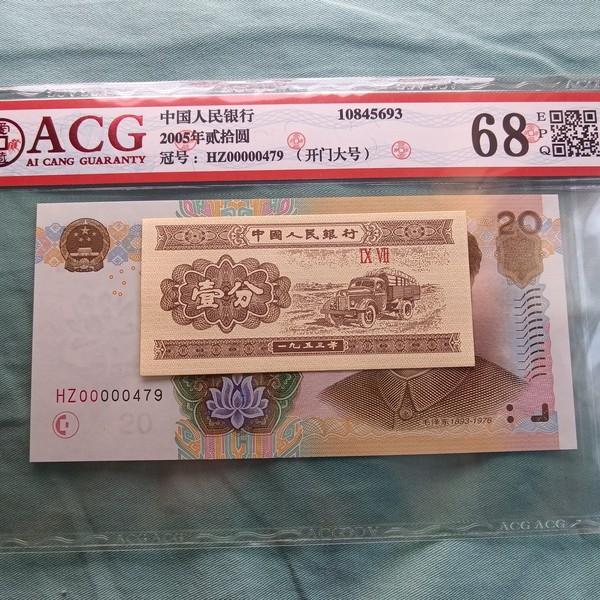 ACG
AI CANG GUARANTY
中国人民银行
10845693
2005年贰拾圆
冠号：HZ00000479（开门大号）
68
E
P
Q
20
中國人民銀行
IX VII
壹分
一九五三年
HZ00000479
20
毛泽东1893-1976
ACG ACG